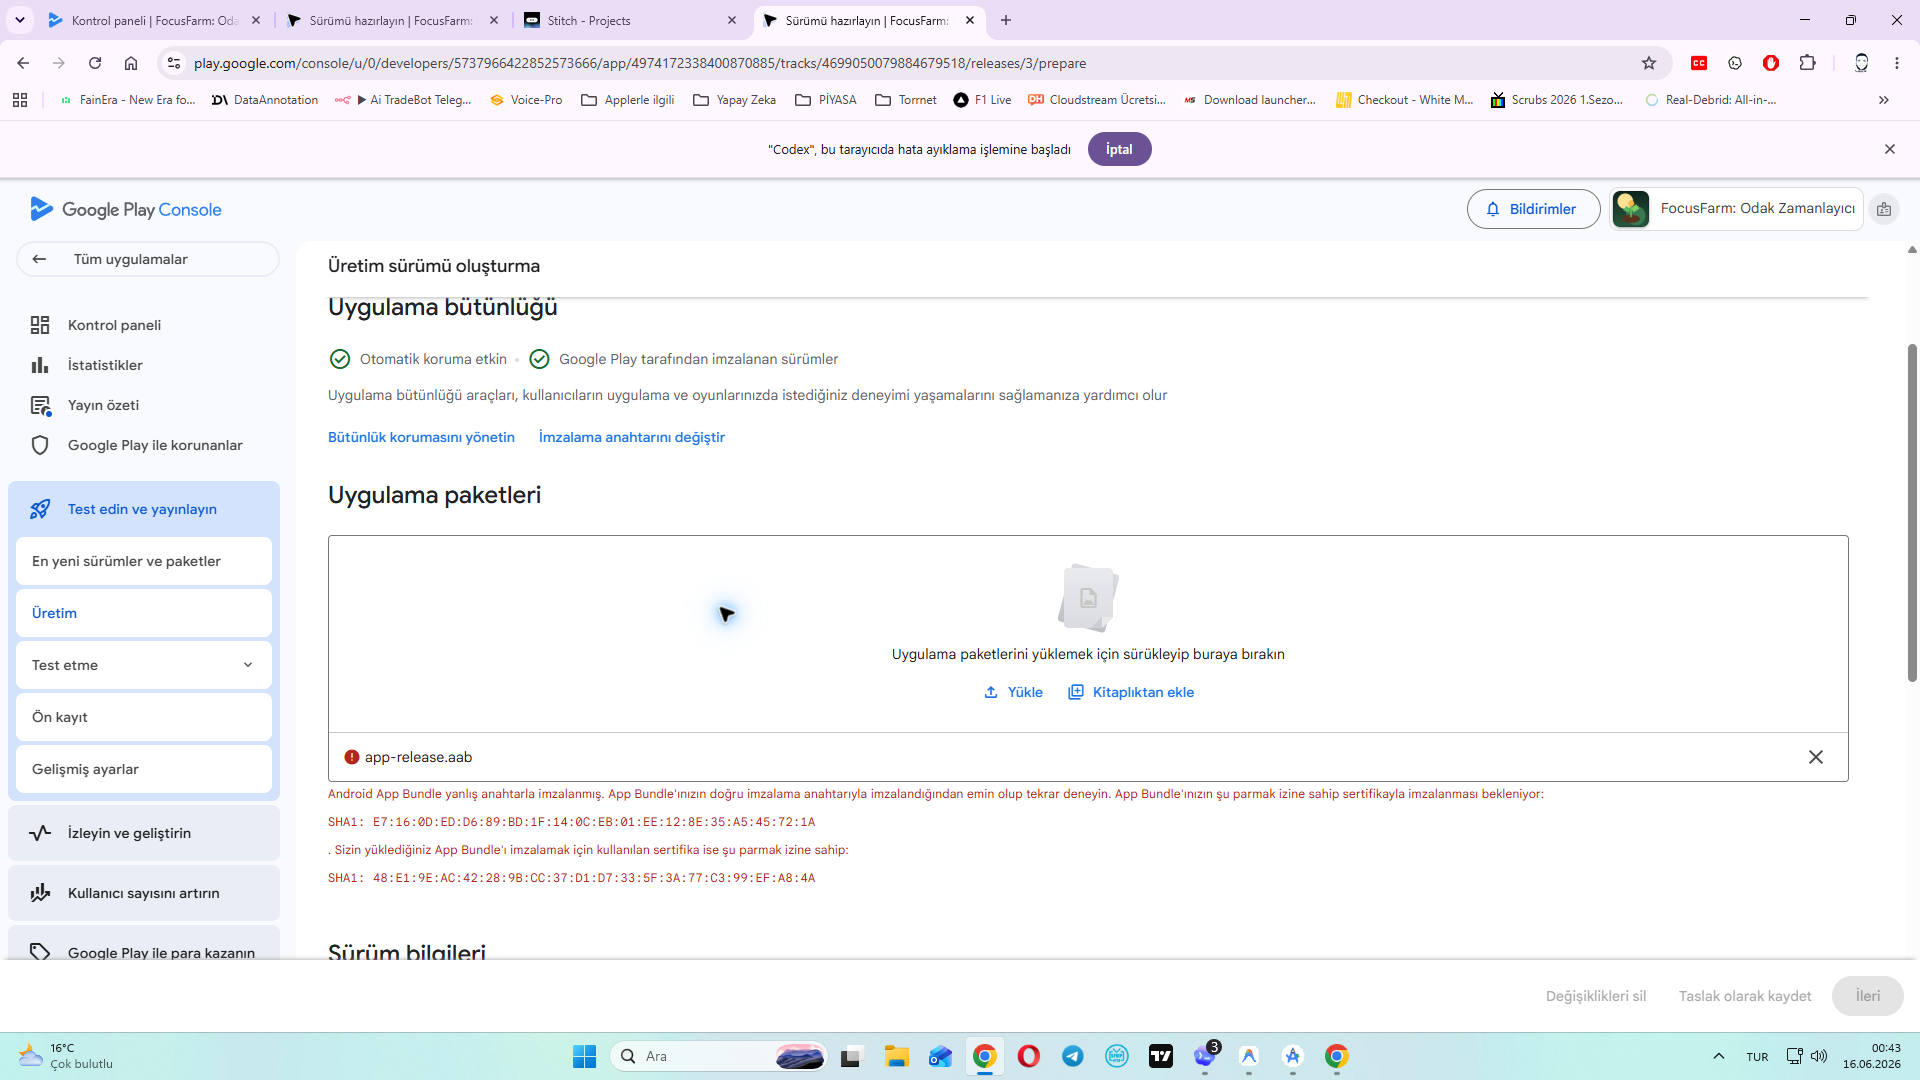 Kontrol paneli | FocusFarm: Oda
Sürümü hazırlayın | FocusFarm:
Stitch - Projects
Sürümü hazırlayın | FocusFarm:
play.google.com/console/u/0/developers/5737966422852573666/app/4974172338400870885/tracks/4699050079884679518/releases/3/prepare
FainEra - New Era fo...
DataAnnotation
Ai TradeBot Teleg...
Voice-Pro
Applerle ilgili
Yapay Zeka
PİYASA
Torrnet
F1 Live
Cloudstream Ücretsi...
Download launcher...
Checkout - White M...
Scrubs 2026 1.Sezo...
Real-Debrid: All-in-...
"Codex", bu tarayıcıda hata ayıklama işlemine başladı
İptal
Google Play Console
Bildirimler
FocusFarm: Odak Zamanlayıcı
Tüm uygulamalar
Kontrol paneli
İstatistikler
Yayın özeti
Google Play ile korunanlar
Test edin ve yayınlayın
En yeni sürümler ve paketler
Üretim
Test etme
Ön kayıt
Gelişmiş ayarlar
İzleyin ve geliştirin
Kullanıcı sayısını artırın
Google Play ile para kazanın
Üretim sürümü oluşturma
Uygulama bütünlüğü
Otomatik koruma etkin
Google Play tarafından imzalanan sürümler
Uygulama bütünlüğü araçları, kullanıcıların uygulama ve oyunlarınızda istediğiniz deneyimi yaşamalarını sağlamanıza yardımcı olur
Bütünlük korumasını yönetin
İmzalama anahtarını değiştir
Uygulama paketleri
Uygulama paketlerini yüklemek için sürükleyip buraya bırakın
Yükle
Kitaplıktan ekle
app-release.aab
Android App Bundle yanlış anahtarla imzalanmış. App Bundle'ınızın doğru imzalama anahtarıyla imzalandığından emin olup tekrar deneyin. App Bundle'ınızın şu parmak izine sahip sertifikayla imzalanması bekleniyor:
SHA1: E7:16:0D:ED:D6:89:BD:1F:14:0C:EB:01:EE:12:8E:35:A5:45:72:1A
. Sizin yüklediğiniz App Bundle'ı imzalamak için kullanılan sertifika ise şu parmak izine sahip:
SHA1: 48:E1:9E:AC:42:28:9B:CC:37:D1:D7:33:5F:3A:77:C3:99:EF:A8:4A
Sürüm bilgileri
Değişiklikleri sil
Taslak olarak kaydet
İleri
16°C
Çok bulutlu
Ara
3
TUR
00:43
16.06.2026